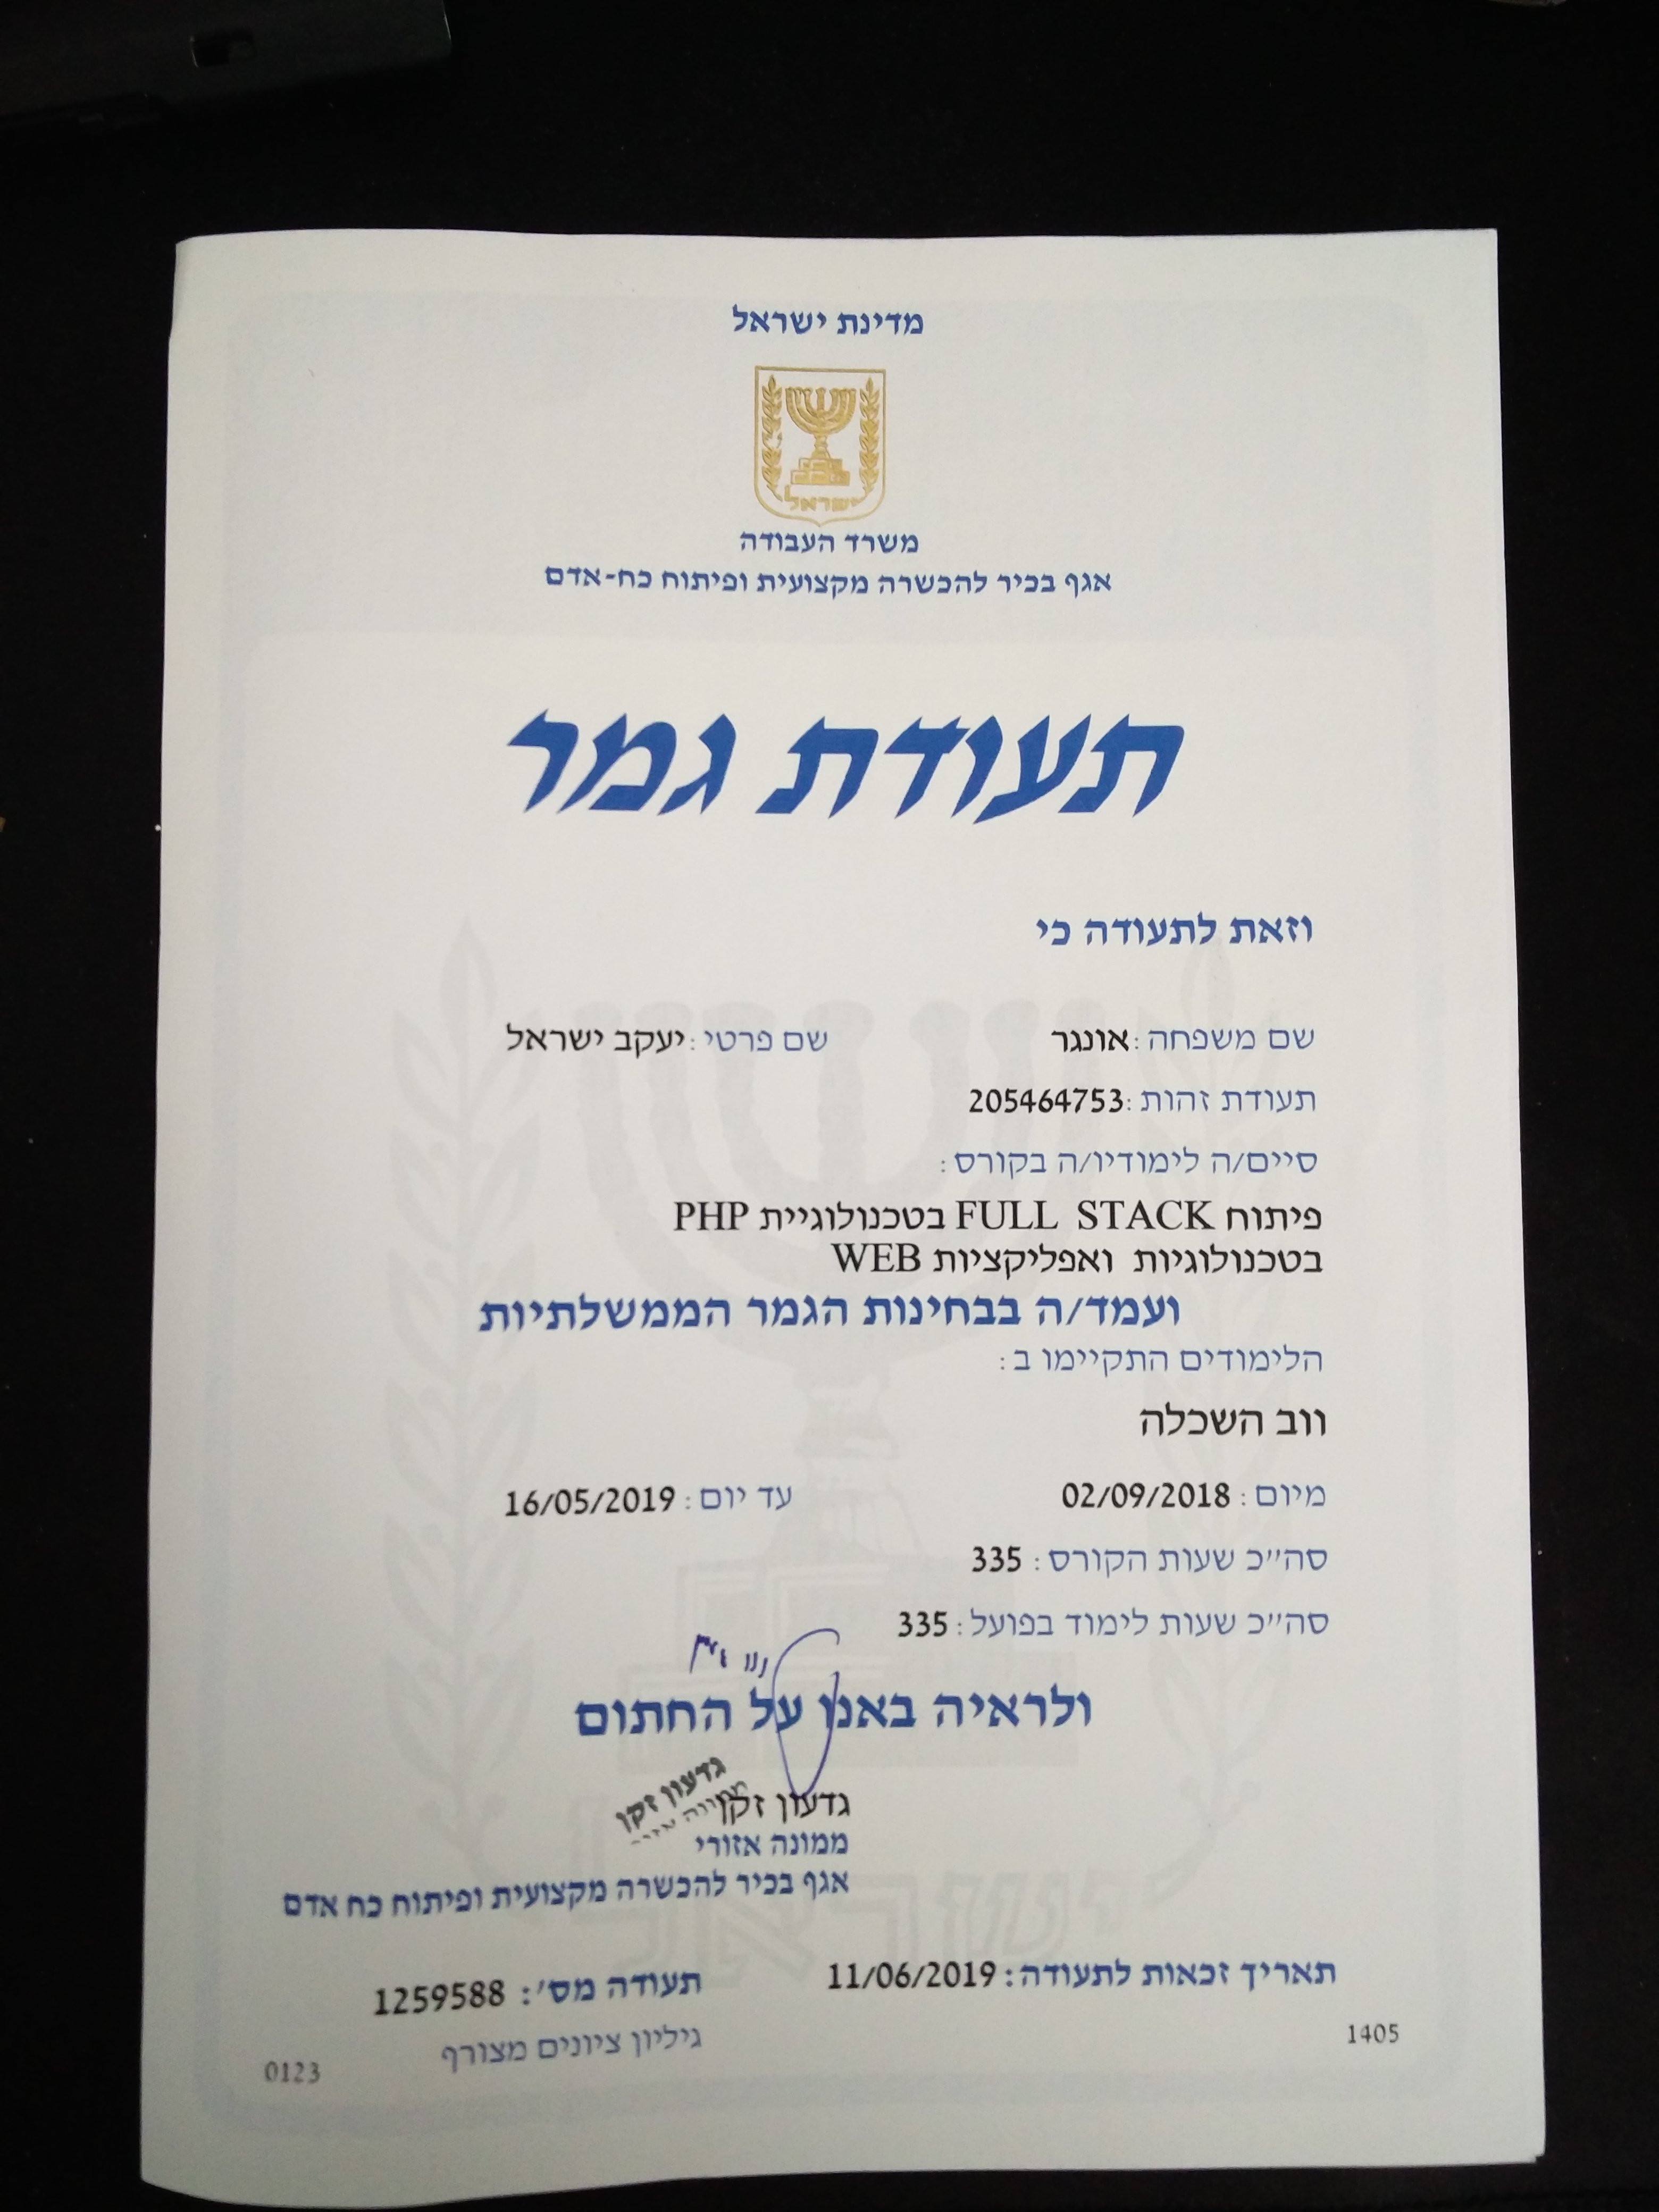 מדינת ישראל
ישראל
משרד העבודה
אגף בכיר להכשרה מקצועית ופיתוח כח-אדם
תעודת גמר
וזאת לתעודה כי
שם משפחה: אונגר שם פרטי: יעקב ישראל
תעודת זהות: 205464753
סיים/ה לימודיו/ה בקורס:
פיתוח FULL STACK בטכנולוגיית PHP
בטכנולוגיות ואפליקציות WEB
ועמד/ה בבחינות הגמר הממשלתיות
הלימודים התקיימו ב:
ווב השכלה
מיום: 02/09/2018 עד יום: 16/05/2019
סה״כ שעות הקורס: 335
סה״כ שעות לימוד בפועל: 335
ולראיה באנו על החתום
גדעון זקן
גדעון זקן
ממונה אזורי
אגף בכיר להכשרה מקצועית ופיתוח כח אדם
תאריך זכאות לתעודה: 11/06/2019 תעודה מס׳: 1259588
גיליון ציונים מצורף
1405
0123
ישראל